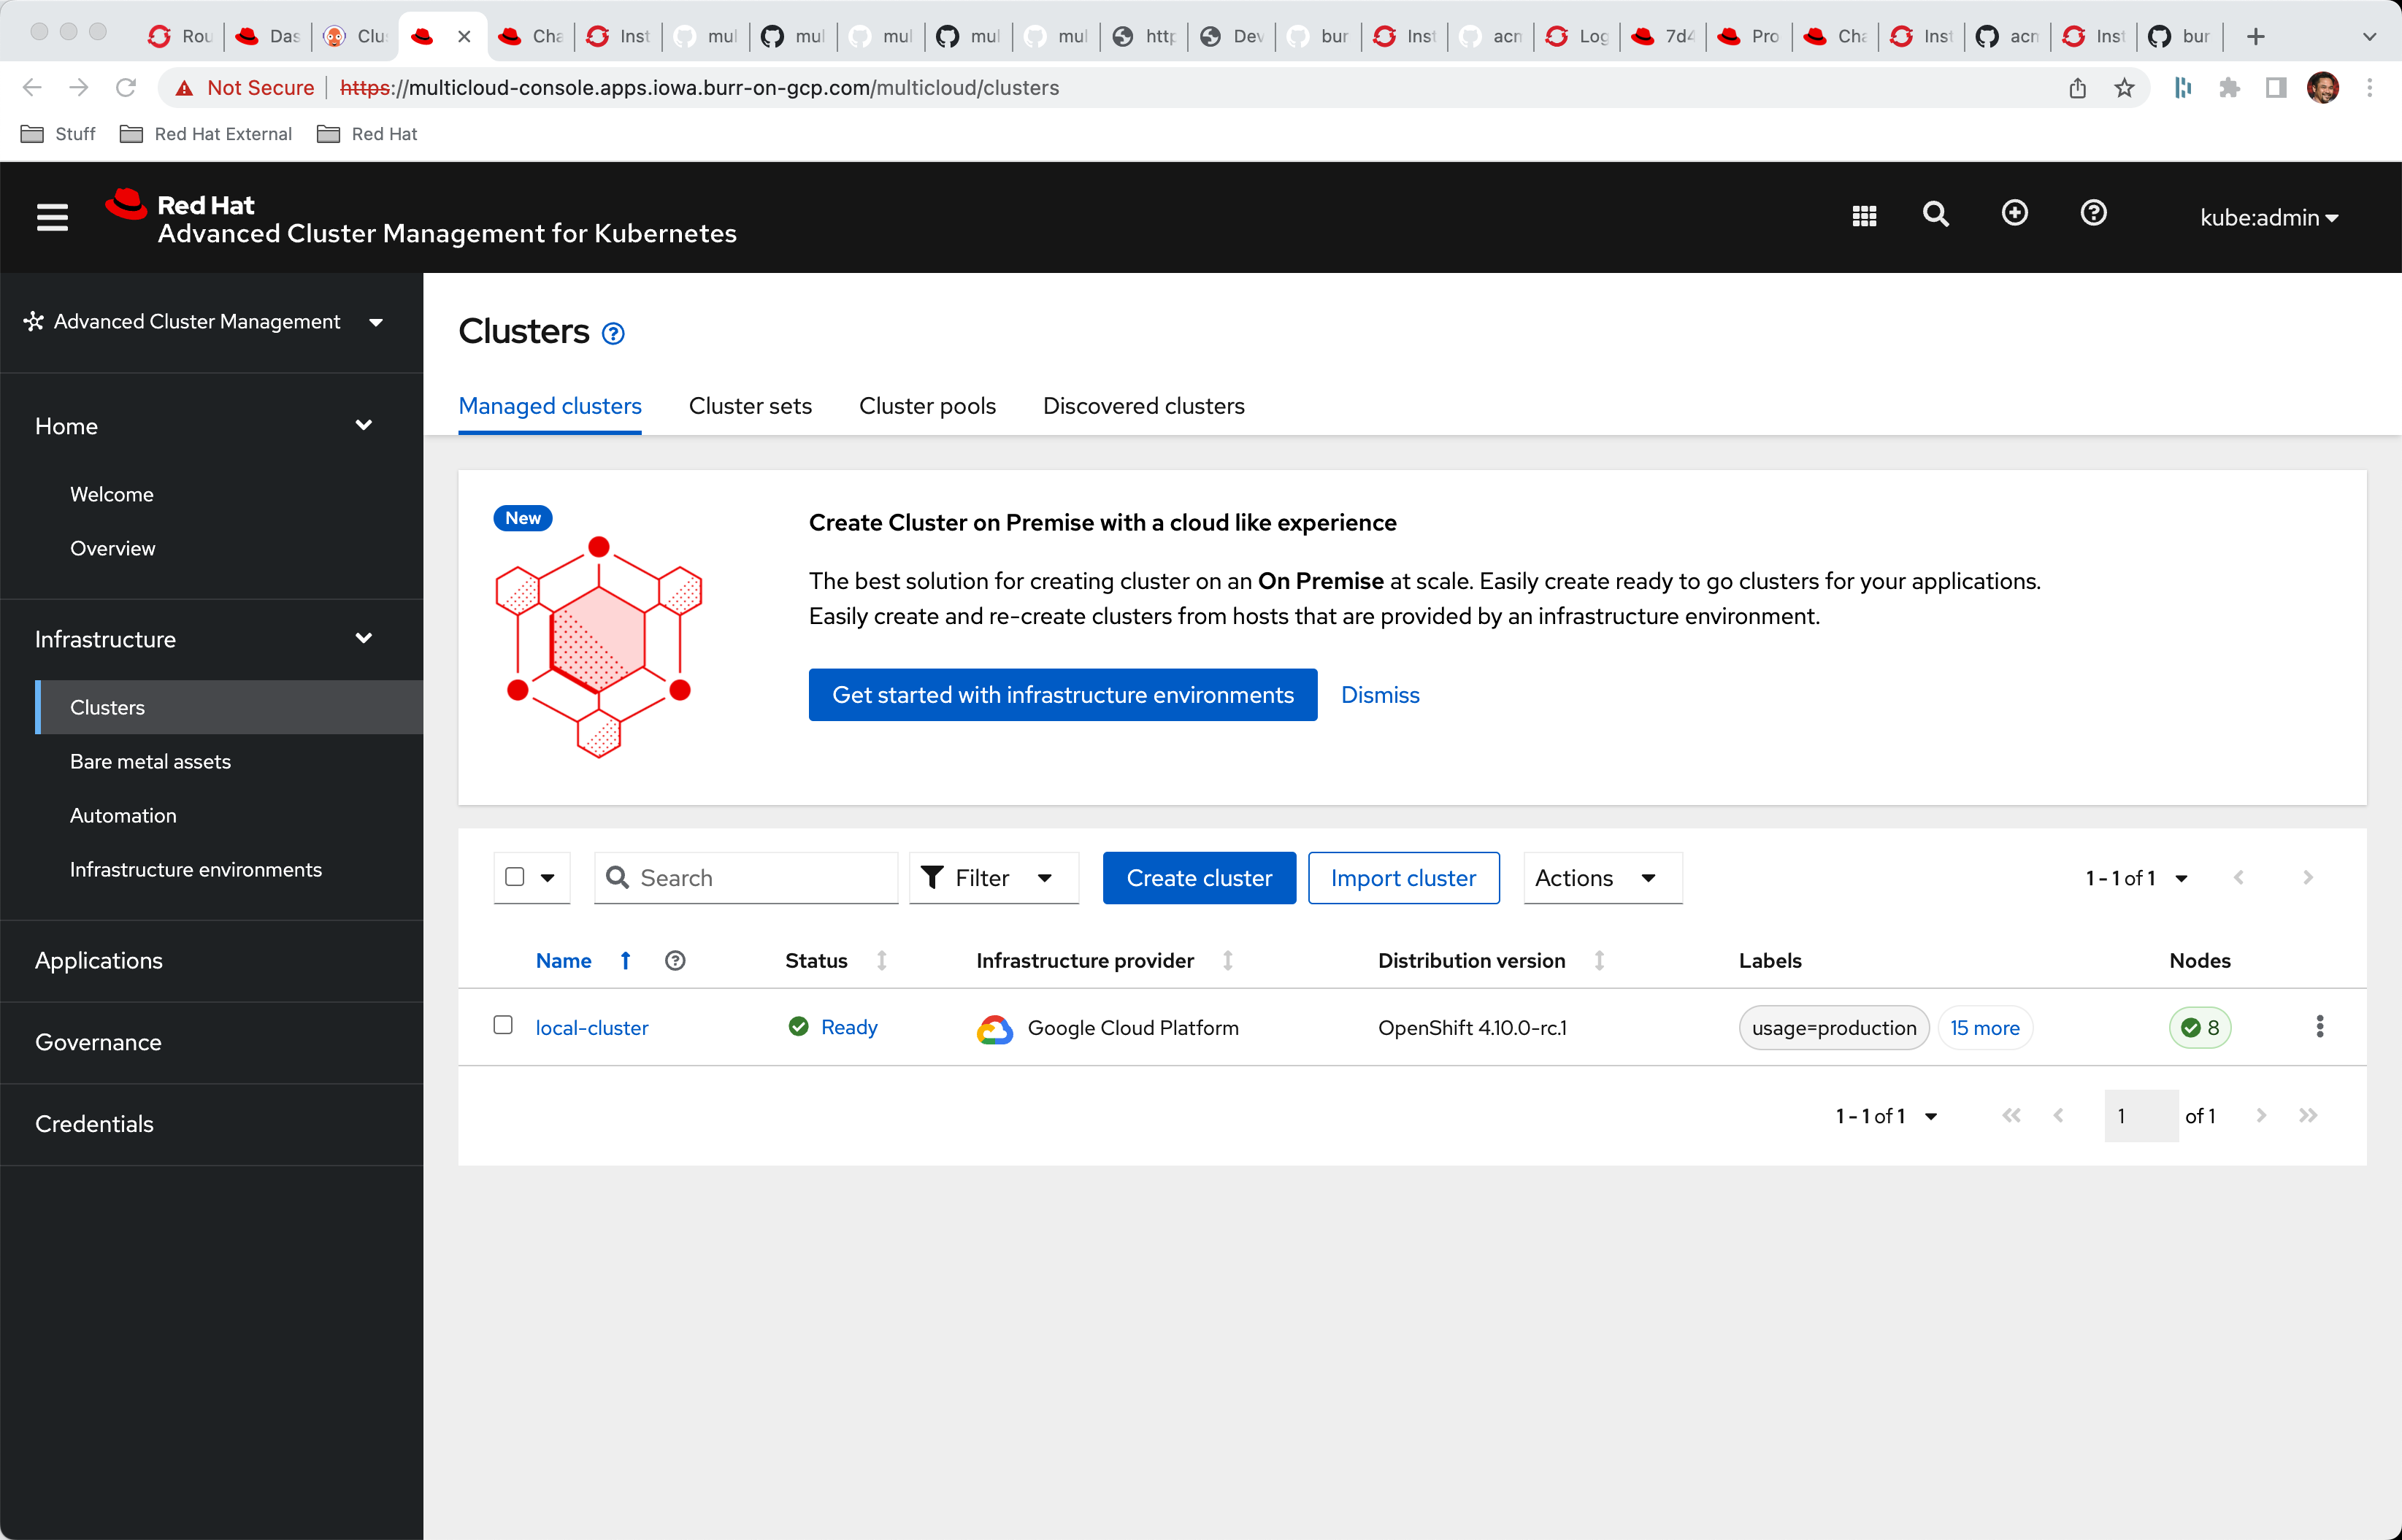 Rou Das Clu Cha Inst mul mul mul mul mul http Dev bur Inst acn Log 7d4 Pro Cha Inst acn Inst bur
Not Secure https://multicloud-console.apps.iowa.burr-on-gcp.com/multicloud/clusters
Stuff Red Hat External Red Hat
Red Hat
Advanced Cluster Management for Kubernetes
kube:admin
Advanced Cluster Management
Home
Welcome
Overview
Infrastructure
Clusters
Bare metal assets
Automation
Infrastructure environments
Applications
Governance
Credentials
Clusters
Managed clusters Cluster sets Cluster pools Discovered clusters
New
Create Cluster on Premise with a cloud like experience
The best solution for creating cluster on an On Premise at scale. Easily create ready to go clusters for your applications.
Easily create and re-create clusters from hosts that are provided by an infrastructure environment.
Get started with infrastructure environments Dismiss
Search Filter Create cluster Import cluster Actions 1 - 1 of 1
Name Status Infrastructure provider Distribution version Labels Nodes
local-cluster Ready Google Cloud Platform OpenShift 4.10.0-rc.1 usage=production 15 more 8
1 - 1 of 1 1 of 1